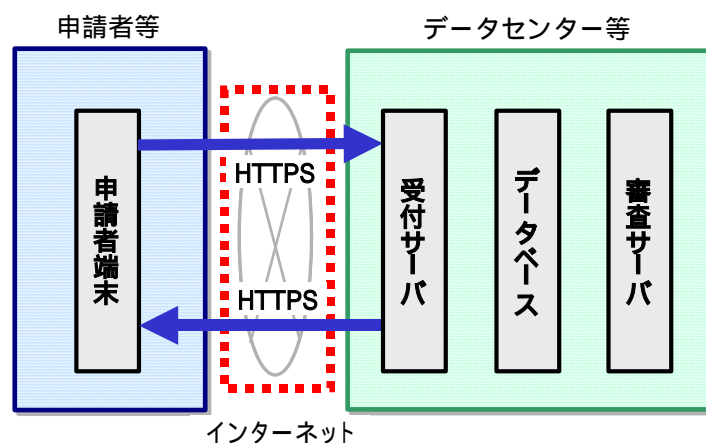 申請者等
データセンター等
申請者端末
HTTPS
HTTPS
受付サーバ
データベース
審査サーバ
インターネット